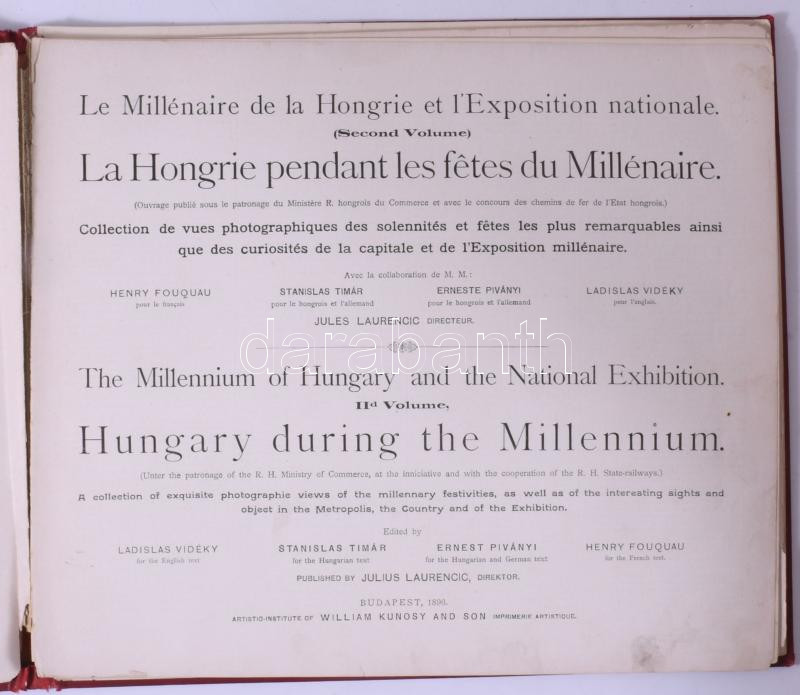 Le Millénaire de la Hongrie et l'Exposition nationale.
(Second Volume)
La Hongrie pendant les fêtes du Millénaire.
(Ouvrage publié sous le patronage du Ministère R. hongrois du Commerce et avec le concours des chemins de fer de l'Etat hongrois.)
Collection de vues photographiques des solennités et fêtes les plus remarquables ainsi
que des curiosités de la capitale et de l'Exposition millénaire.
Avec la collaboration de M. M.:
HENRY FOUQUAU STANISLAS TIMÁR ERNESTE PIVÁNYI LADISLAS VIDÉKY
pour le français pour le hongrois et l'allemand pour le hongrois et l'allemand pour l'anglais.
JULES LAURENCIC DIRECTEUR.
darabanth
The Millennium of Hungary and the National Exhibition.
IId Volume,
Hungary during the Millennium.
(Unter the patronage of the R. H. Ministry of Commerce, at the inniciative and with the cooperation of the R. H. State-railways.)
A collection of exquisite photographic views of the millennary festivities, as well as of the interesting sights and
object in the Metropolis, the Country and of the Exhibition.
Edited by
LADISLAS VIDÉKY STANISLAS TIMÁR ERNEST PIVÁNYI HENRY FOUQUAU
for the English text for the Hungarian text for the Hungarian and German text for the French text.
PUBLISHED BY JULIUS LAURENCIC, DIREKTOR.
BUDAPEST, 1896.
ARTISTIC-INSTITUTE OF WILLIAM KUNOSY AND SON IMPRIMERIE ARTISTIQUE.